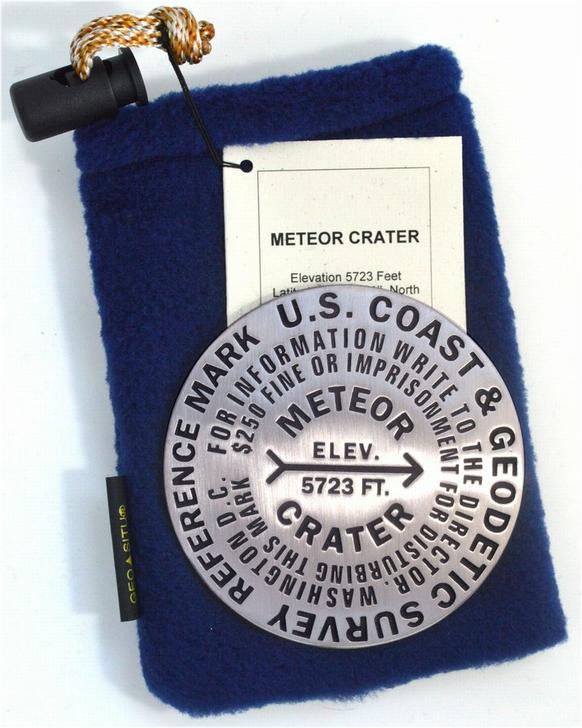 METEOR CRATER
Elevation 5723 Feet
North
U.S. COAST & GEODETIC SURVEY REFERENCE MARK
FOR INFORMATION WRITE TO THE DIRECTOR. WASHINGTON D.C.
$250 FINE OR IMPRISONMENT FOR DISTURBING THIS MARK
METEOR
ELEV.
5723 FT.
CRATER